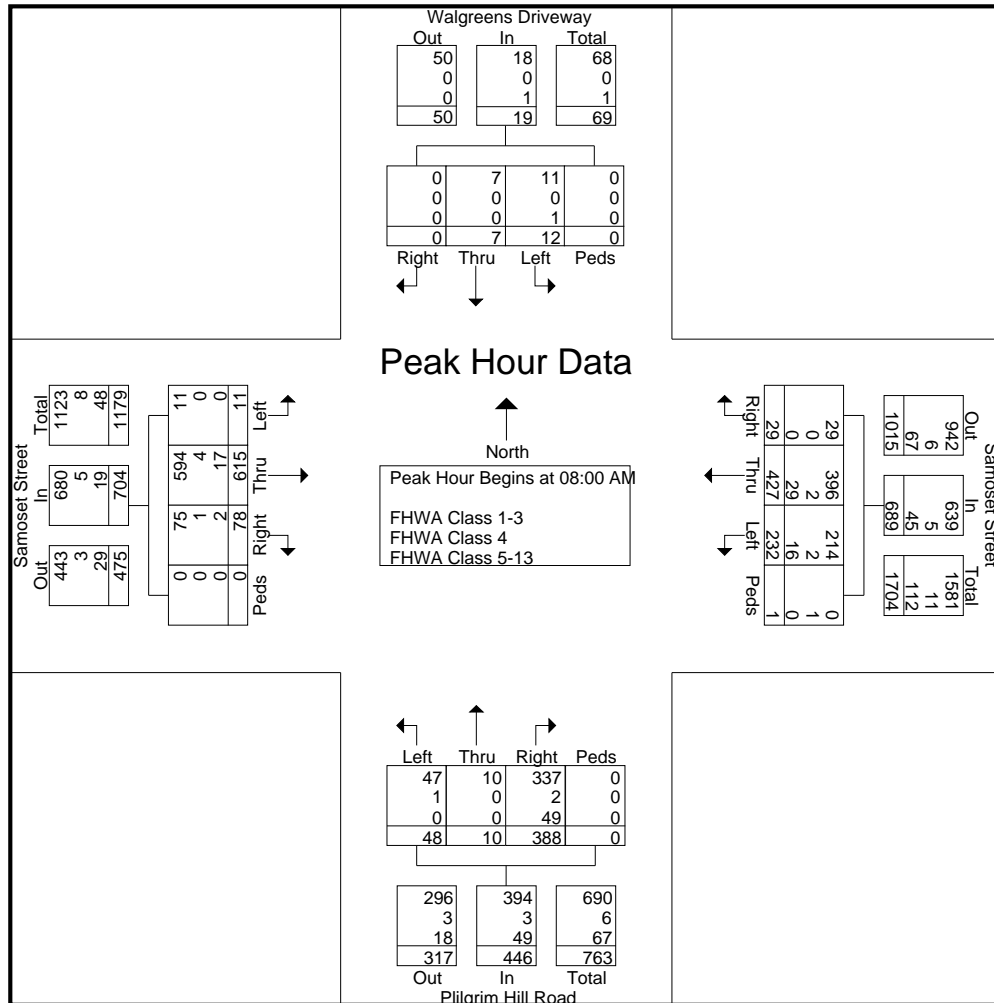 Walgreens Driveway
Out In Total
50 18 68
0 0 0
0 1 1
50 19 69
0 7 11 0
0 0 0 0
0 0 1 0
0 7 12 0
Right Thru Left Peds
Samoset Street
Out In Total
443 680 1123
3 5 8
29 19 48
475 704 1179
0 75 594 11
0 1 4 0
0 2 17 0
0 78 615 11
Peds Right Thru Left
Peak Hour Data
North
Peak Hour Begins at 08:00 AM
FHWA Class 1-3
FHWA Class 4
FHWA Class 5-13
Samoset Street
Out In Total
942 639 1581
6 5 11
67 45 112
1015 689 1704
29 396 214 0
0 2 2 1
0 29 16 0
29 427 232 1
Right Thru Left Peds
Left Thru Right Peds
47 10 337 0
1 0 2 0
0 0 49 0
48 10 388 0
296 394 690
3 3 6
18 49 67
317 446 763
Out In Total
Plilgrim Hill Road